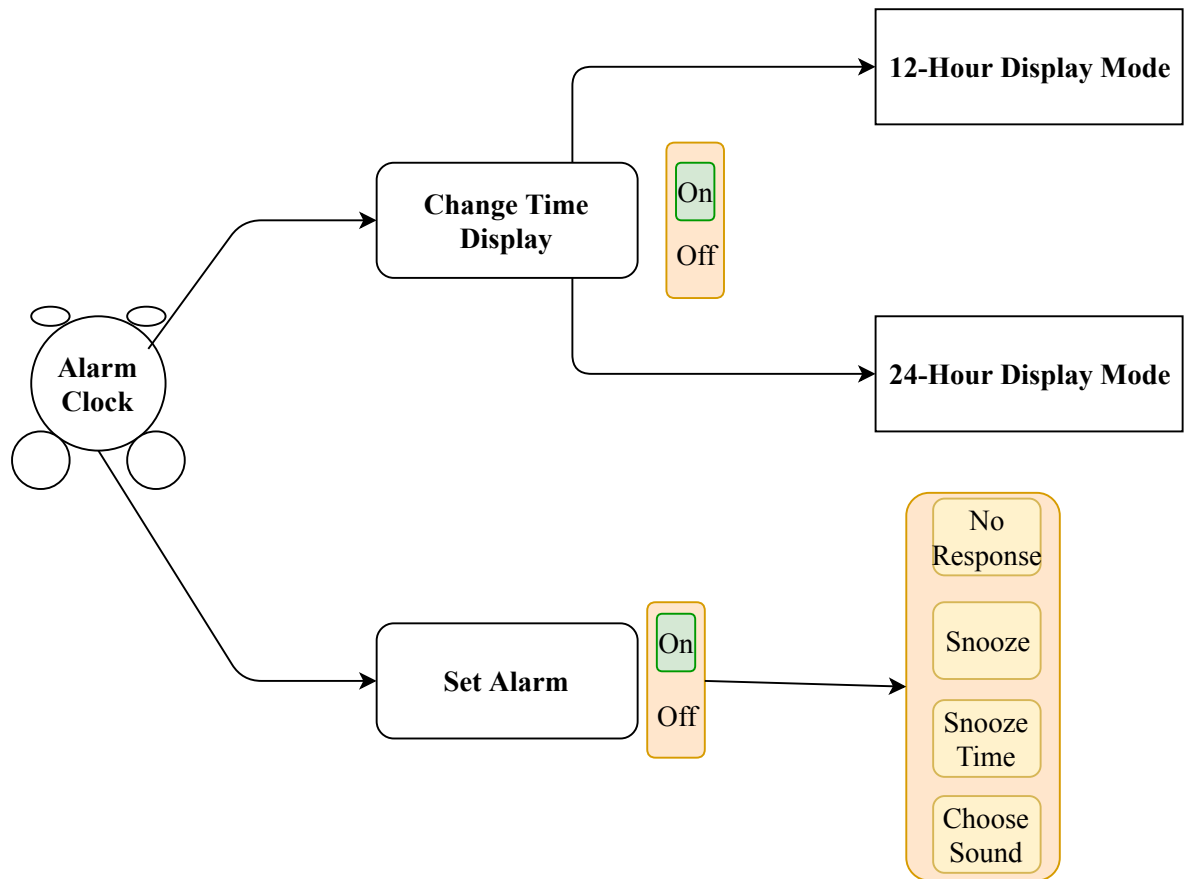 12-Hour Display Mode
Change Time
Display
On
Off
Alarm
Clock
24-Hour Display Mode
Set Alarm
On
Off
No
Response
Snooze
Snooze
Time
Choose
Sound